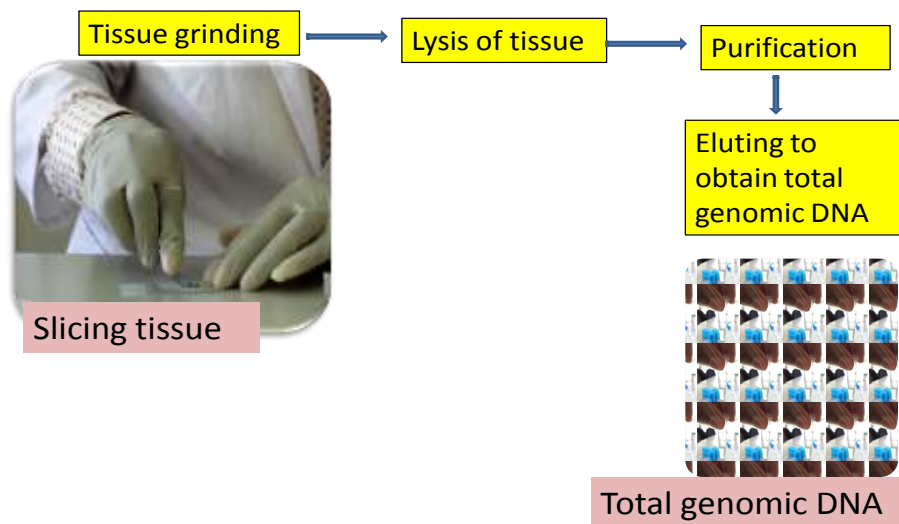 Tissue grinding
Lysis of tissue
Purification
Eluting to
obtain total
genomic DNA
Slicing tissue
Total genomic DNA